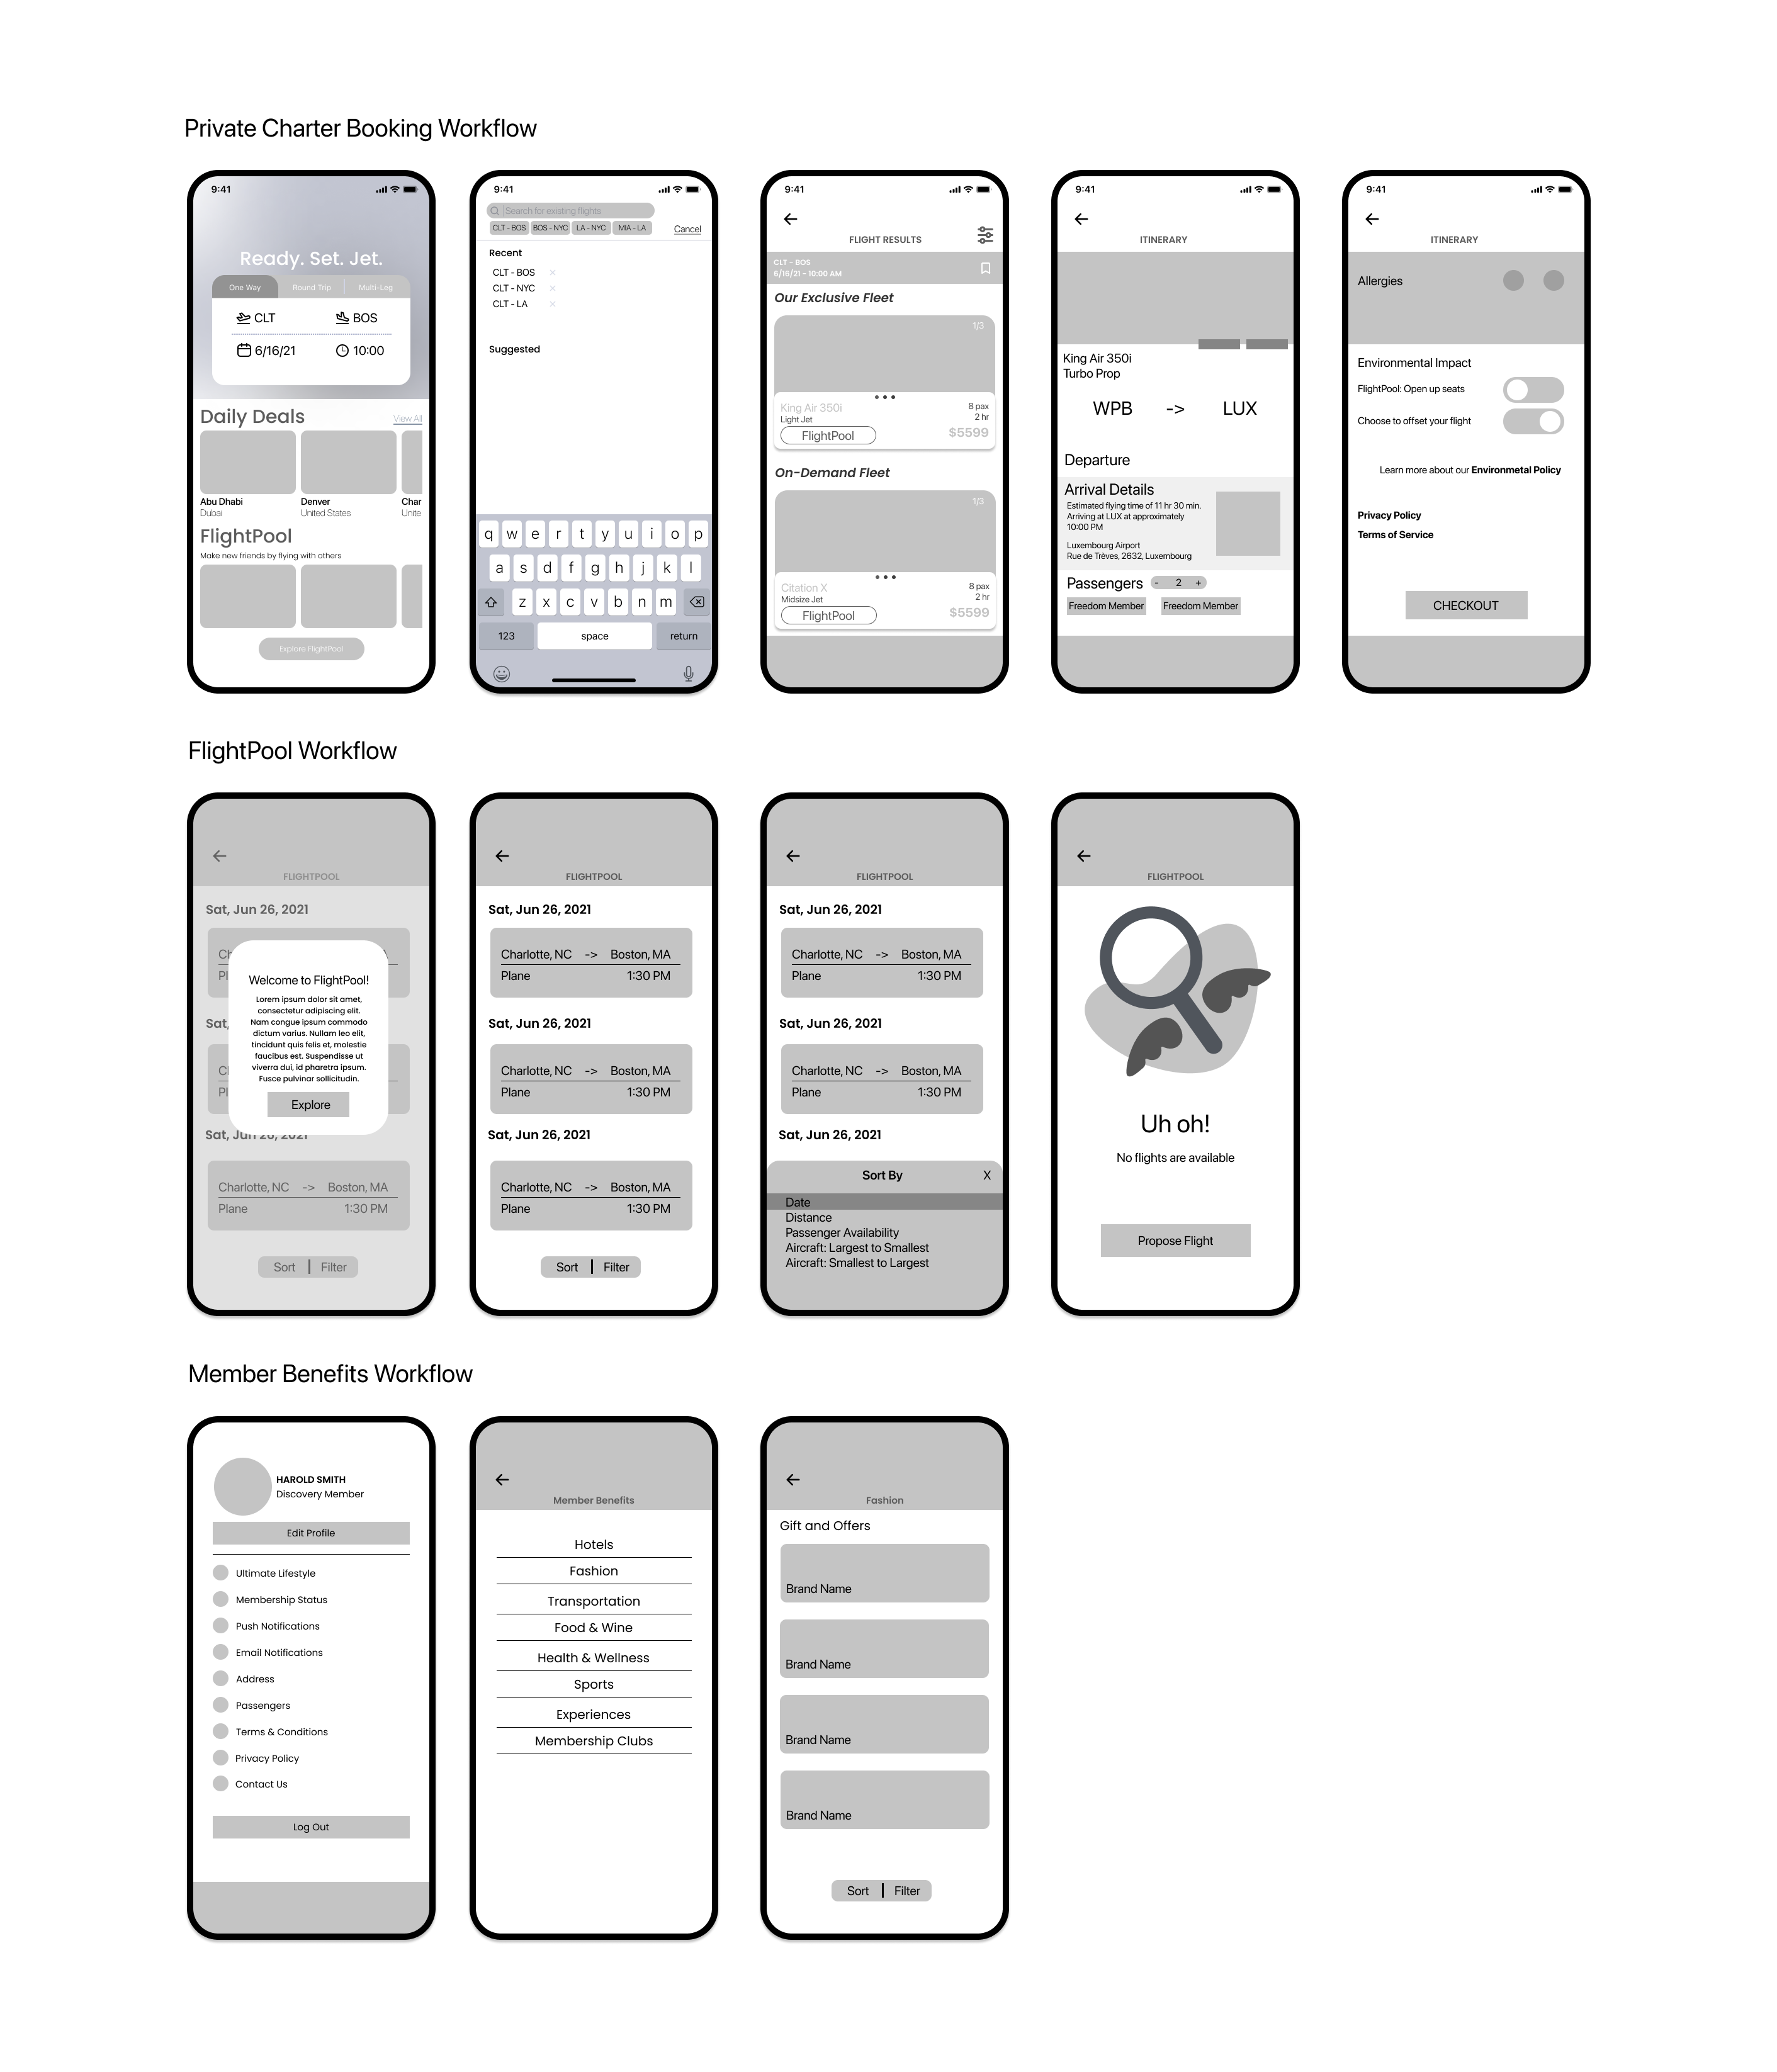 Private Charter Booking Workflow
9:41
Ready. Set. Jet.
One Way Round Trip Multi-Leg
CLT BOS
6/16/21 10:00
Daily Deals View All
Abu Dhabi Denver Char
Dubai United States Unite
FlightPool
Make new friends by flying with others
Explore FlightPool
9:41
Search for existing flights
CLT - BOS BOS - NYC LA - NYC MIA - LA Cancel
Recent
CLT - BOS ×
CLT - NYC ×
CLT - LA ×
Suggested
q w e r t y u i o p
a s d f g h j k l
z x c v b n m
123 space return
9:41
FLIGHT RESULTS
CLT - BOS
6/16/21 - 10:00 AM
Our Exclusive Fleet
1/3
King Air 350i 8 pax
Light Jet 2 hr
FlightPool $5599
On-Demand Fleet
1/3
Citation X 8 pax
Midsize Jet 2 hr
FlightPool $5599
9:41
ITINERARY
King Air 350i
Turbo Prop
WPB -> LUX
Departure
Arrival Details
Estimated flying time of 11 hr 30 min.
Arriving at LUX at approximately
10:00 PM
Luxembourg Airport
Rue de Trèves, 2632, Luxembourg
Passengers - 2 +
Freedom Member Freedom Member
9:41
ITINERARY
Allergies
Environmental Impact
FlightPool: Open up seats
Choose to offset your flight
Learn more about our Environmetal Policy
Privacy Policy
Terms of Service
CHECKOUT
FlightPool Workflow
FLIGHTPOOL
Sat, Jun 26, 2021
Welcome to FlightPool!
Lorem ipsum dolor sit amet,
consectetur adipiscing elit.
Nam congue ipsum commodo
dictum varius. Nullam leo elit,
tincidunt quis felis et, molestie
faucibus est. Suspendisse ut
viverra dui, id pharetra ipsum.
Fusce pulvinar sollicitudin.
Explore
Sat, Jun 26, 2021
Charlotte, NC -> Boston, MA
Plane 1:30 PM
Sort | Filter
FLIGHTPOOL
Sat, Jun 26, 2021
Charlotte, NC -> Boston, MA
Plane 1:30 PM
Sat, Jun 26, 2021
Charlotte, NC -> Boston, MA
Plane 1:30 PM
Sat, Jun 26, 2021
Charlotte, NC -> Boston, MA
Plane 1:30 PM
Sort | Filter
FLIGHTPOOL
Sat, Jun 26, 2021
Charlotte, NC -> Boston, MA
Plane 1:30 PM
Sat, Jun 26, 2021
Charlotte, NC -> Boston, MA
Plane 1:30 PM
Sat, Jun 26, 2021
Sort By X
Date
Distance
Passenger Availability
Aircraft: Largest to Smallest
Aircraft: Smallest to Largest
FLIGHTPOOL
Uh oh!
No flights are available
Propose Flight
Member Benefits Workflow
HAROLD SMITH
Discovery Member
Edit Profile
Ultimate Lifestyle
Membership Status
Push Notifications
Email Notifications
Address
Passengers
Terms & Conditions
Privacy Policy
Contact Us
Log Out
Member Benefits
Hotels
Fashion
Transportation
Food & Wine
Health & Wellness
Sports
Experiences
Membership Clubs
Fashion
Gift and Offers
Brand Name
Brand Name
Brand Name
Brand Name
Sort | Filter